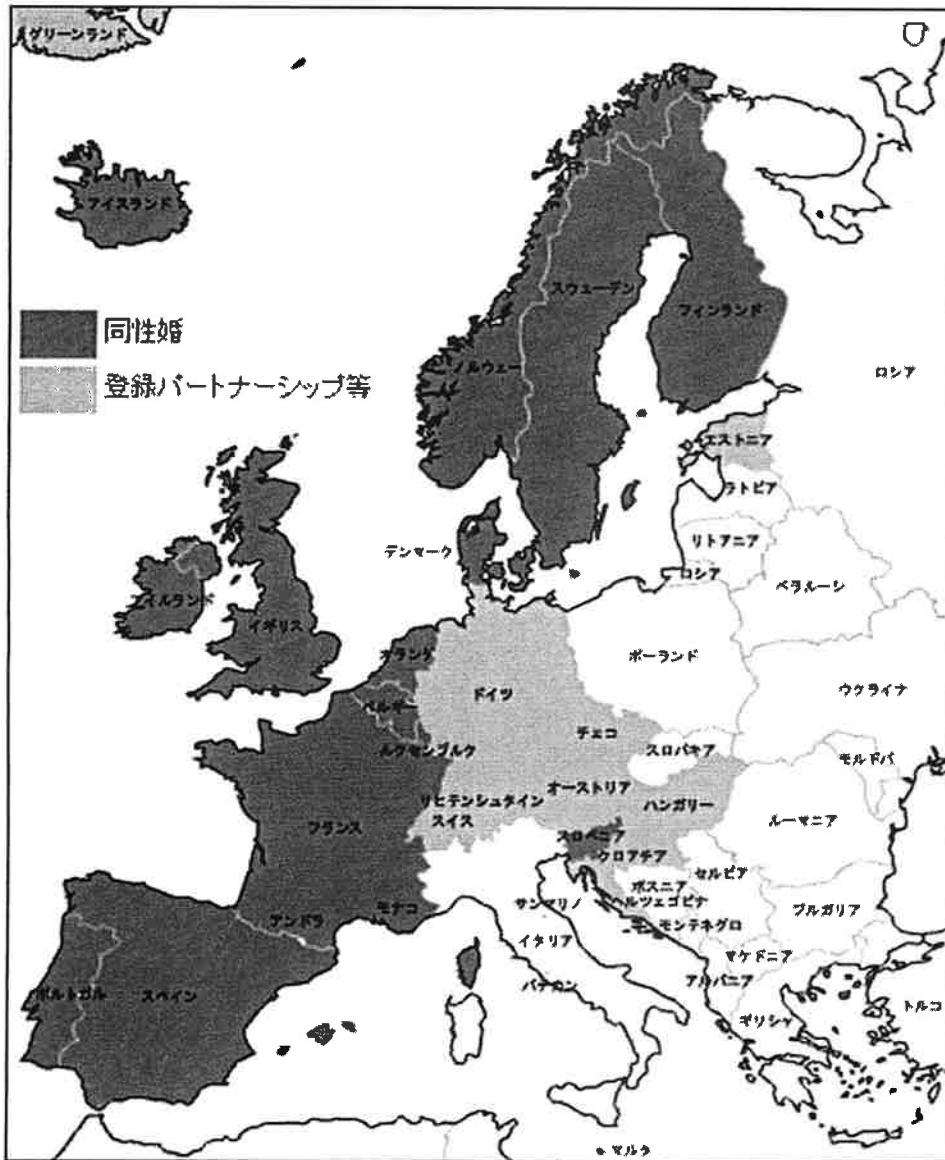 グリーンランド
アイスランド
同性婚
登録パートナーシップ等
スウェーデン
フィンランド
ノルウェー
ロシア
エストニア
ラトビア
リトアニア
ロシア
ベラルーシ
デンマーク
アイルランド
イギリス
オランダ
ベルギー
ルクセンブルク
ドイツ
ポーランド
ウクライナ
チェコ
スロバキア
モルドバ
オーストリア
ハンガリー
リヒテンシュタイン
スイス
フランス
ルーマニア
スロベニア
クロアチア
セルビア
ボスニア
ヘルツェゴビナ
サンマリノ
モナコ
アンドラ
モンテネグロ
ブルガリア
イタリア
マケドニア
アルバニア
バチカン
ポルトガル
スペイン
ギリシャ
トルコ
マルタ